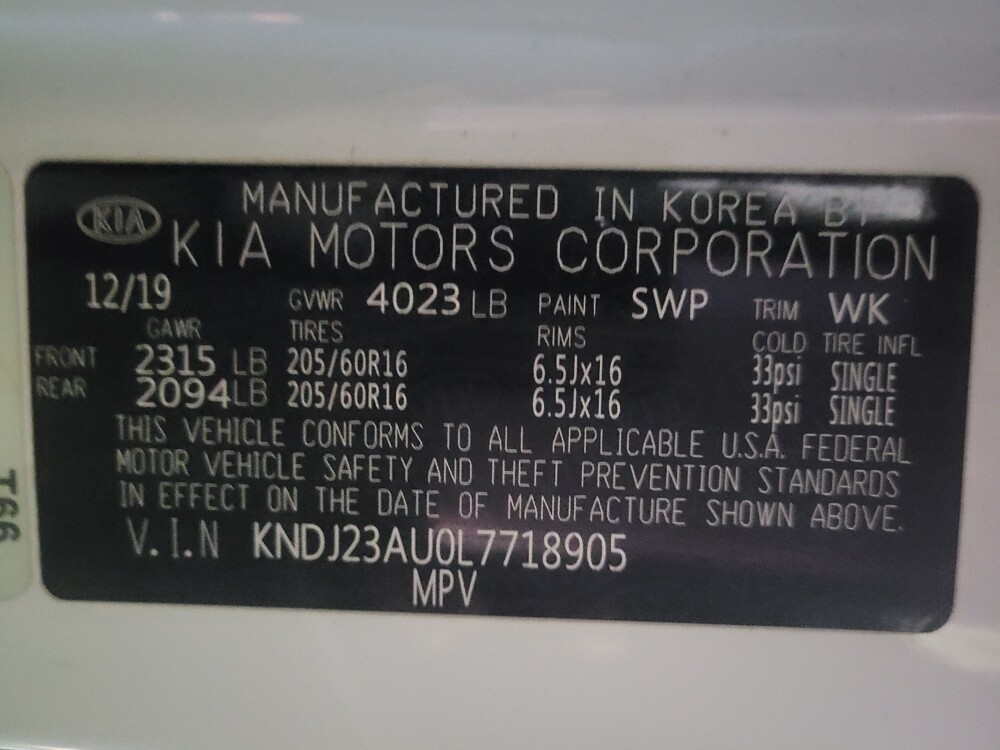 KIA
MANUFACTURED IN KOREA BY
KIA MOTORS CORPORATION
12/19 GVWR 4023 LB PAINT SWP TRIM WK
GAWR TIRES RIMS COLD TIRE INFL
FRONT 2315 LB 205/60R16 6.5Jx16 33psi SINGLE
REAR 2094 LB 205/60R16 6.5Jx16 33psi SINGLE
THIS VEHICLE CONFORMS TO ALL APPLICABLE U.S.A. FEDERAL
MOTOR VEHICLE SAFETY AND THEFT PREVENTION STANDARDS
IN EFFECT ON THE DATE OF MANUFACTURE SHOWN ABOVE.
V.I.N KNDJ23AU0L7718905
MPV
T66